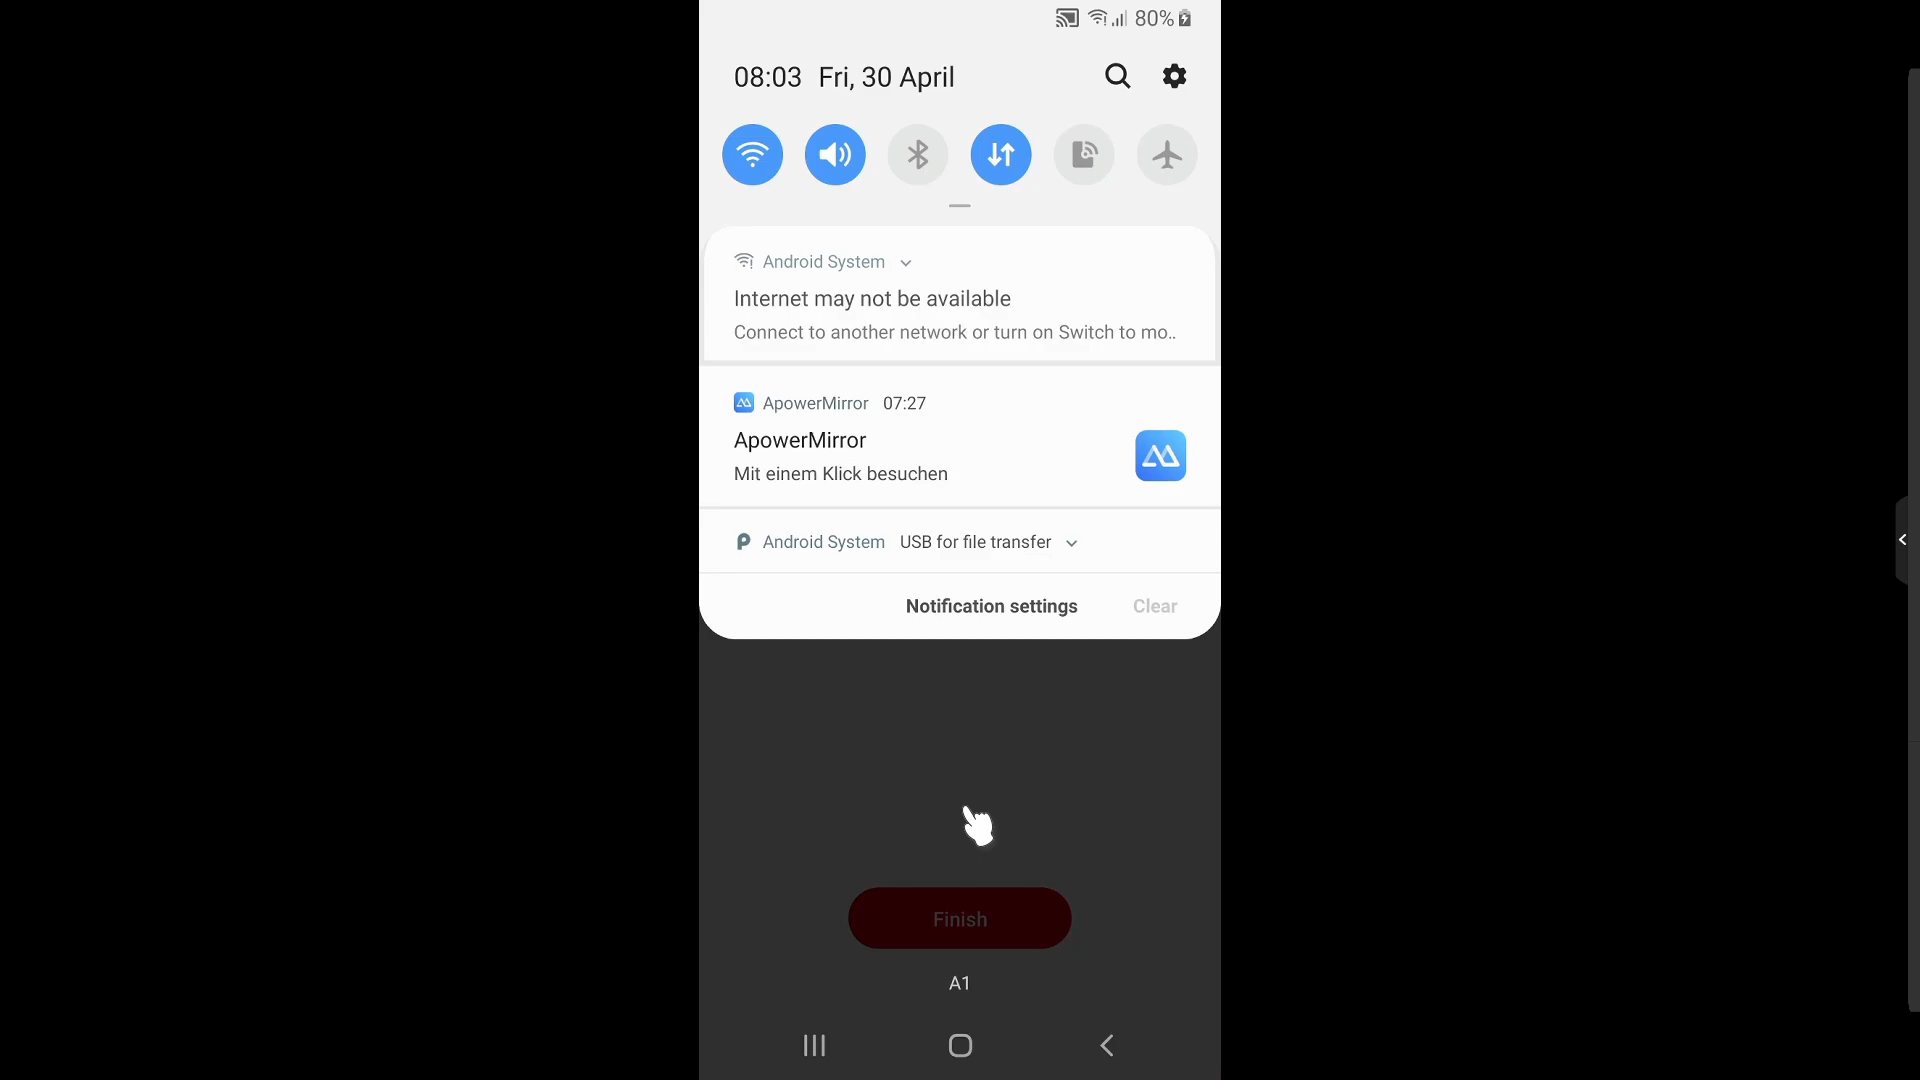 80%
08:03 Fri, 30 April
Android System
Internet may not be available
Connect to another network or turn on Switch to mo..
ApowerMirror 07:27
ApowerMirror
Mit einem Klick besuchen
Android System USB for file transfer
Notification settings Clear
Finish
A1